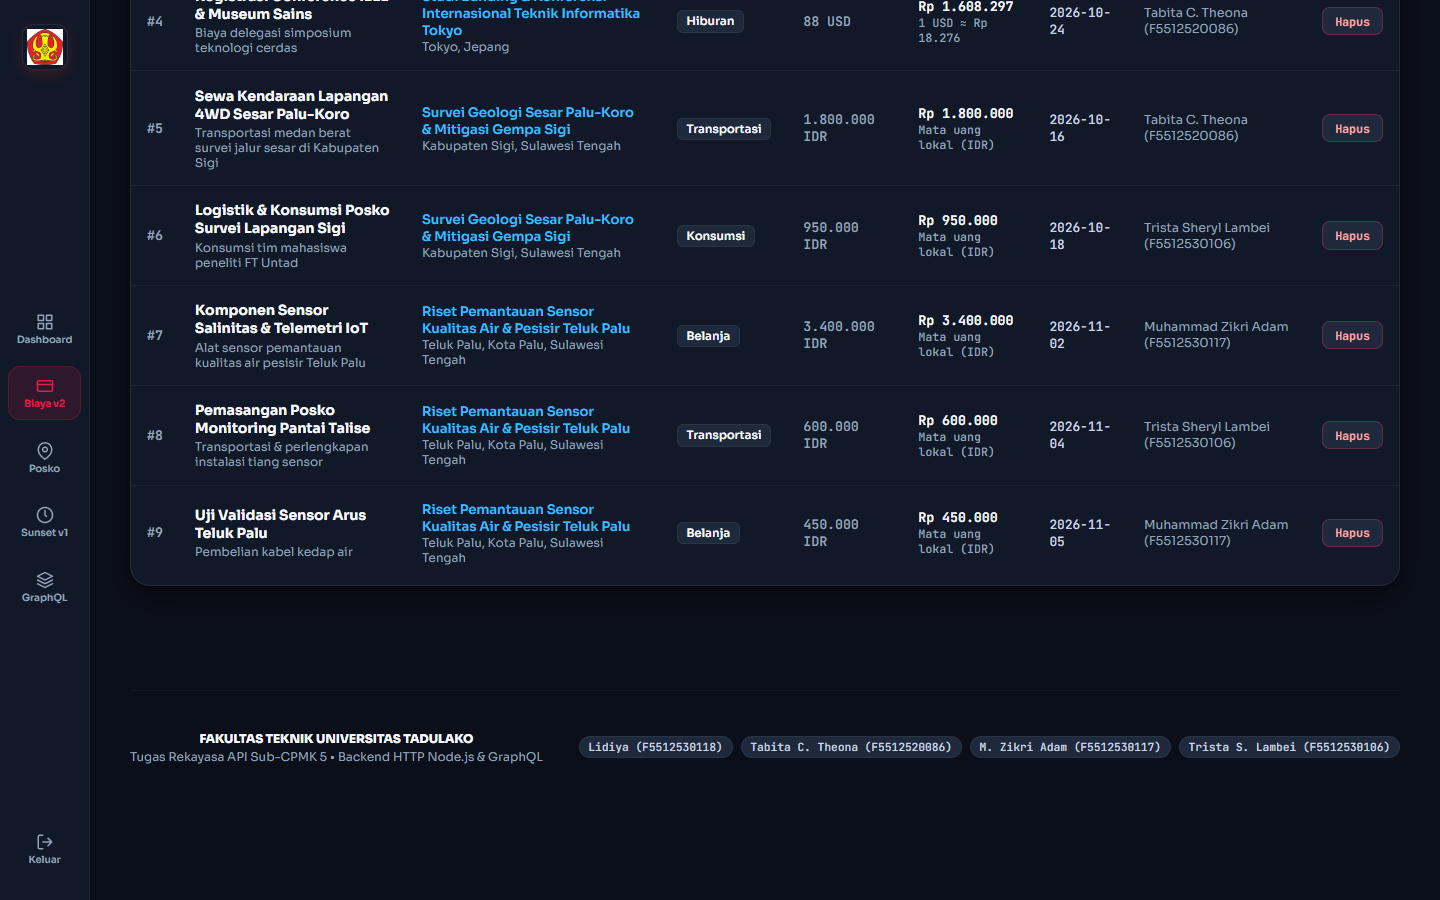 #4
& Museum Sains
Biaya delegasi simposium
teknologi cerdas
Internasional Teknik Informatika
Tokyo
Tokyo, Jepang
Hiburan
88 USD
Rp 1.608.297
1 USD ≈ Rp
18.276
2026-10-
24
Tabita C. Theona
(F5512520086)
Hapus
#5
Sewa Kendaraan Lapangan
4WD Sesar Palu-Koro
Transportasi medan berat
survei jalur sesar di Kabupaten
Sigi
Survei Geologi Sesar Palu-Koro
& Mitigasi Gempa Sigi
Kabupaten Sigi, Sulawesi Tengah
Transportasi
1.800.000
IDR
Rp 1.800.000
Mata uang
lokal (IDR)
2026-10-
16
Tabita C. Theona
(F5512520086)
Hapus
#6
Logistik & Konsumsi Posko
Survei Lapangan Sigi
Konsumsi tim mahasiswa
peneliti FT Untad
Survei Geologi Sesar Palu-Koro
& Mitigasi Gempa Sigi
Kabupaten Sigi, Sulawesi Tengah
Konsumsi
950.000
IDR
Rp 950.000
Mata uang
lokal (IDR)
2026-10-
18
Trista Sheryl Lambei
(F5512530106)
Hapus
#7
Komponen Sensor
Salinitas & Telemetri IoT
Alat sensor pemantauan
kualitas air pesisir Teluk Palu
Riset Pemantauan Sensor
Kualitas Air & Pesisir Teluk Palu
Teluk Palu, Kota Palu, Sulawesi
Tengah
Belanja
3.400.000
IDR
Rp 3.400.000
Mata uang
lokal (IDR)
2026-11-
02
Muhammad Zikri Adam
(F5512530117)
Hapus
#8
Pemasangan Posko
Monitoring Pantai Talise
Transportasi & perlengkapan
instalasi tiang sensor
Riset Pemantauan Sensor
Kualitas Air & Pesisir Teluk Palu
Teluk Palu, Kota Palu, Sulawesi
Tengah
Transportasi
600.000
IDR
Rp 600.000
Mata uang
lokal (IDR)
2026-11-
04
Trista Sheryl Lambei
(F5512530106)
Hapus
#9
Uji Validasi Sensor Arus
Teluk Palu
Pembelian kabel kedap air
Riset Pemantauan Sensor
Kualitas Air & Pesisir Teluk Palu
Teluk Palu, Kota Palu, Sulawesi
Tengah
Belanja
450.000
IDR
Rp 450.000
Mata uang
lokal (IDR)
2026-11-
05
Muhammad Zikri Adam
(F5512530117)
Hapus
Dashboard
Biaya v2
Posko
Sunset v1
GraphQL
Keluar
FAKULTAS TEKNIK UNIVERSITAS TADULAKO
Tugas Rekayasa API Sub-CPMK 5 • Backend HTTP Node.js & GraphQL
Lidiya (F5512530118)
Tabita C. Theona (F5512520086)
M. Zikri Adam (F5512530117)
Trista S. Lambei (F5512530106)